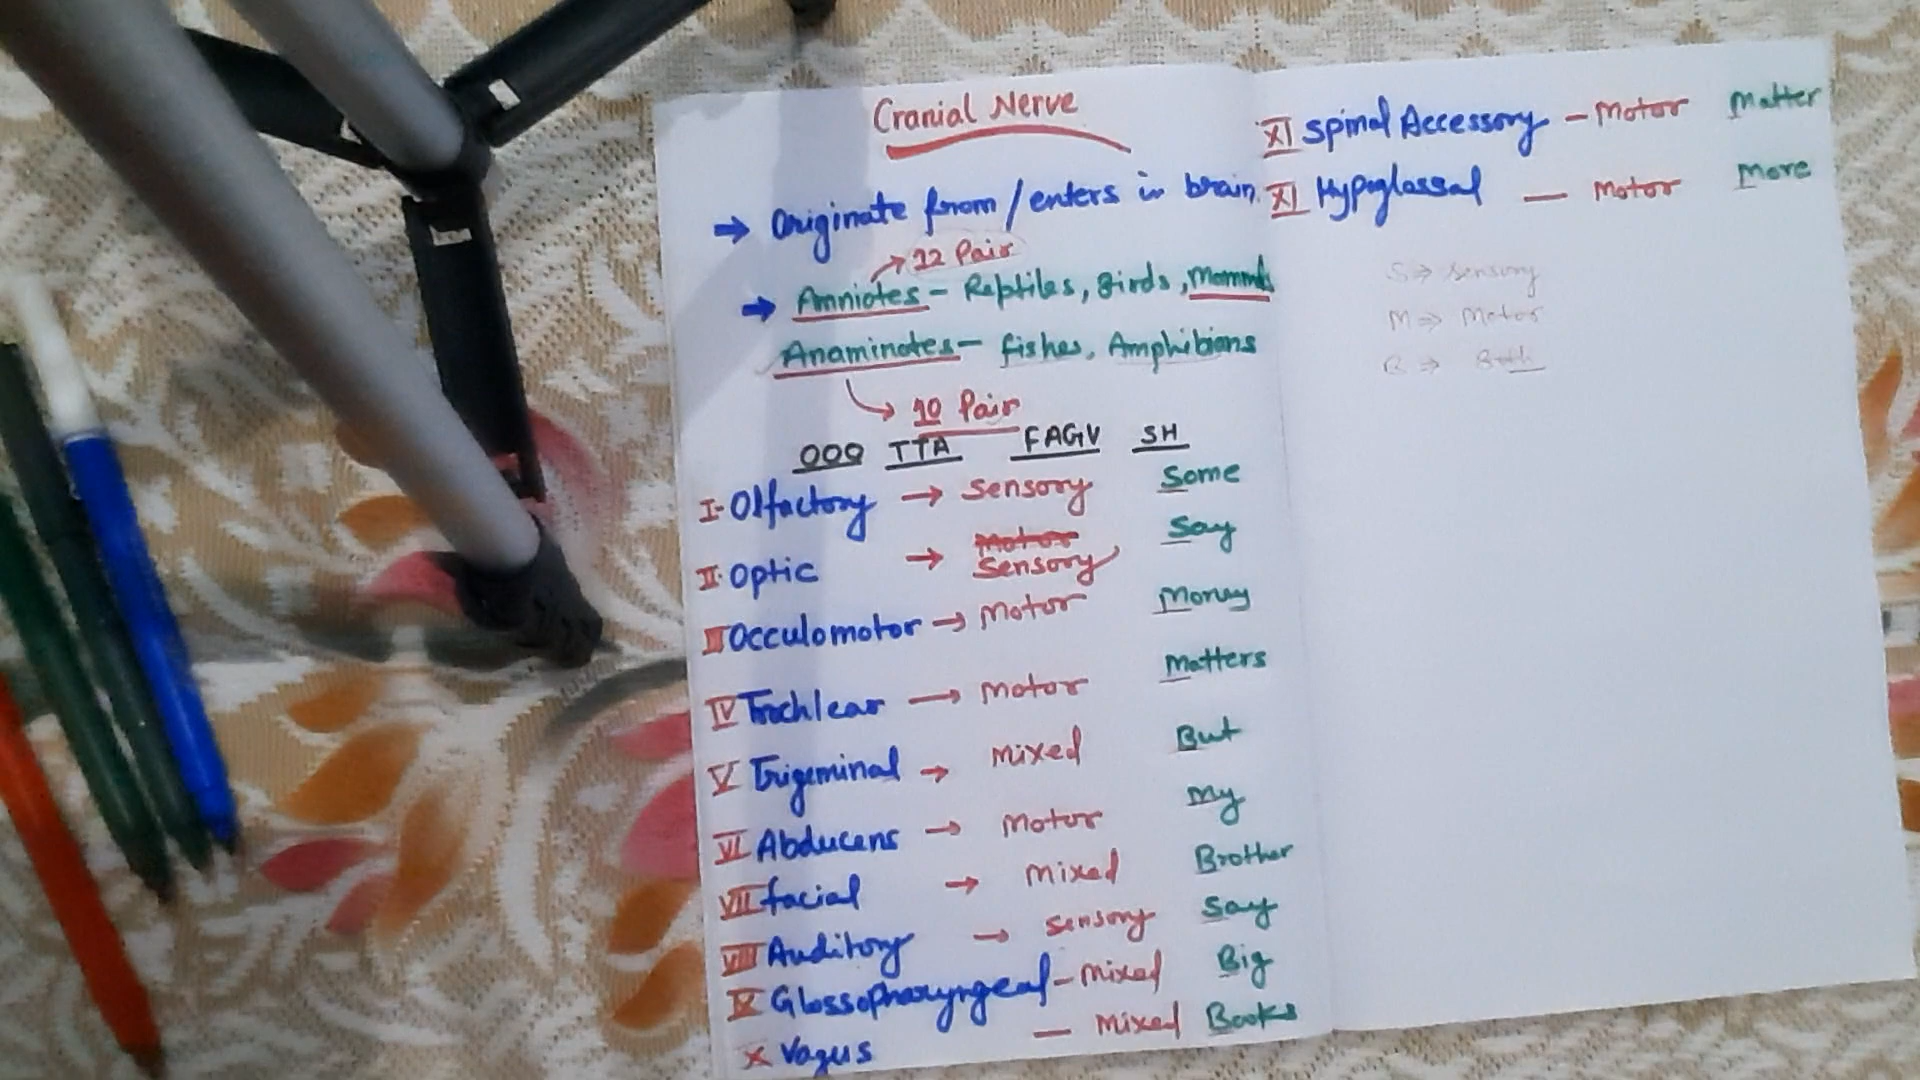 Cranial Nerve
→ Originate from/enters in brain.
→ 12 Pair
→ Amniotes - Reptiles, Birds, Mammals
Anaminotes - fishes, Amphibians
→ 10 Pair
OOO TTA FAGV SH
I- Olfactory → Sensory Some
II. Optic → Motor Sensory Say
III Occulomotor → Motor Money
IV Trochlear → Motor Matters
V Trigeminal → Mixed But
VI Abducens → Motor My
VII facial → Mixed Brother
VIII Auditory → Sensory Say
IX Glossopharyngeal - Mixed Big
X Vagus — Mixed Books
XI Spinal Accessory - Motor Matter
XI Hypoglossal — Motor More
S ⇒ Sensory
M ⇒ Motor
B ⇒ Both